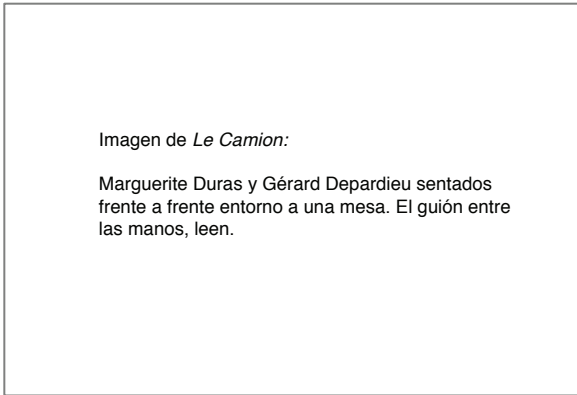 Imagen de Le Camion:
Marguerite Duras y Gérard Depardieu sentados
frente a frente entorno a una mesa. El guión entre
las manos, leen.